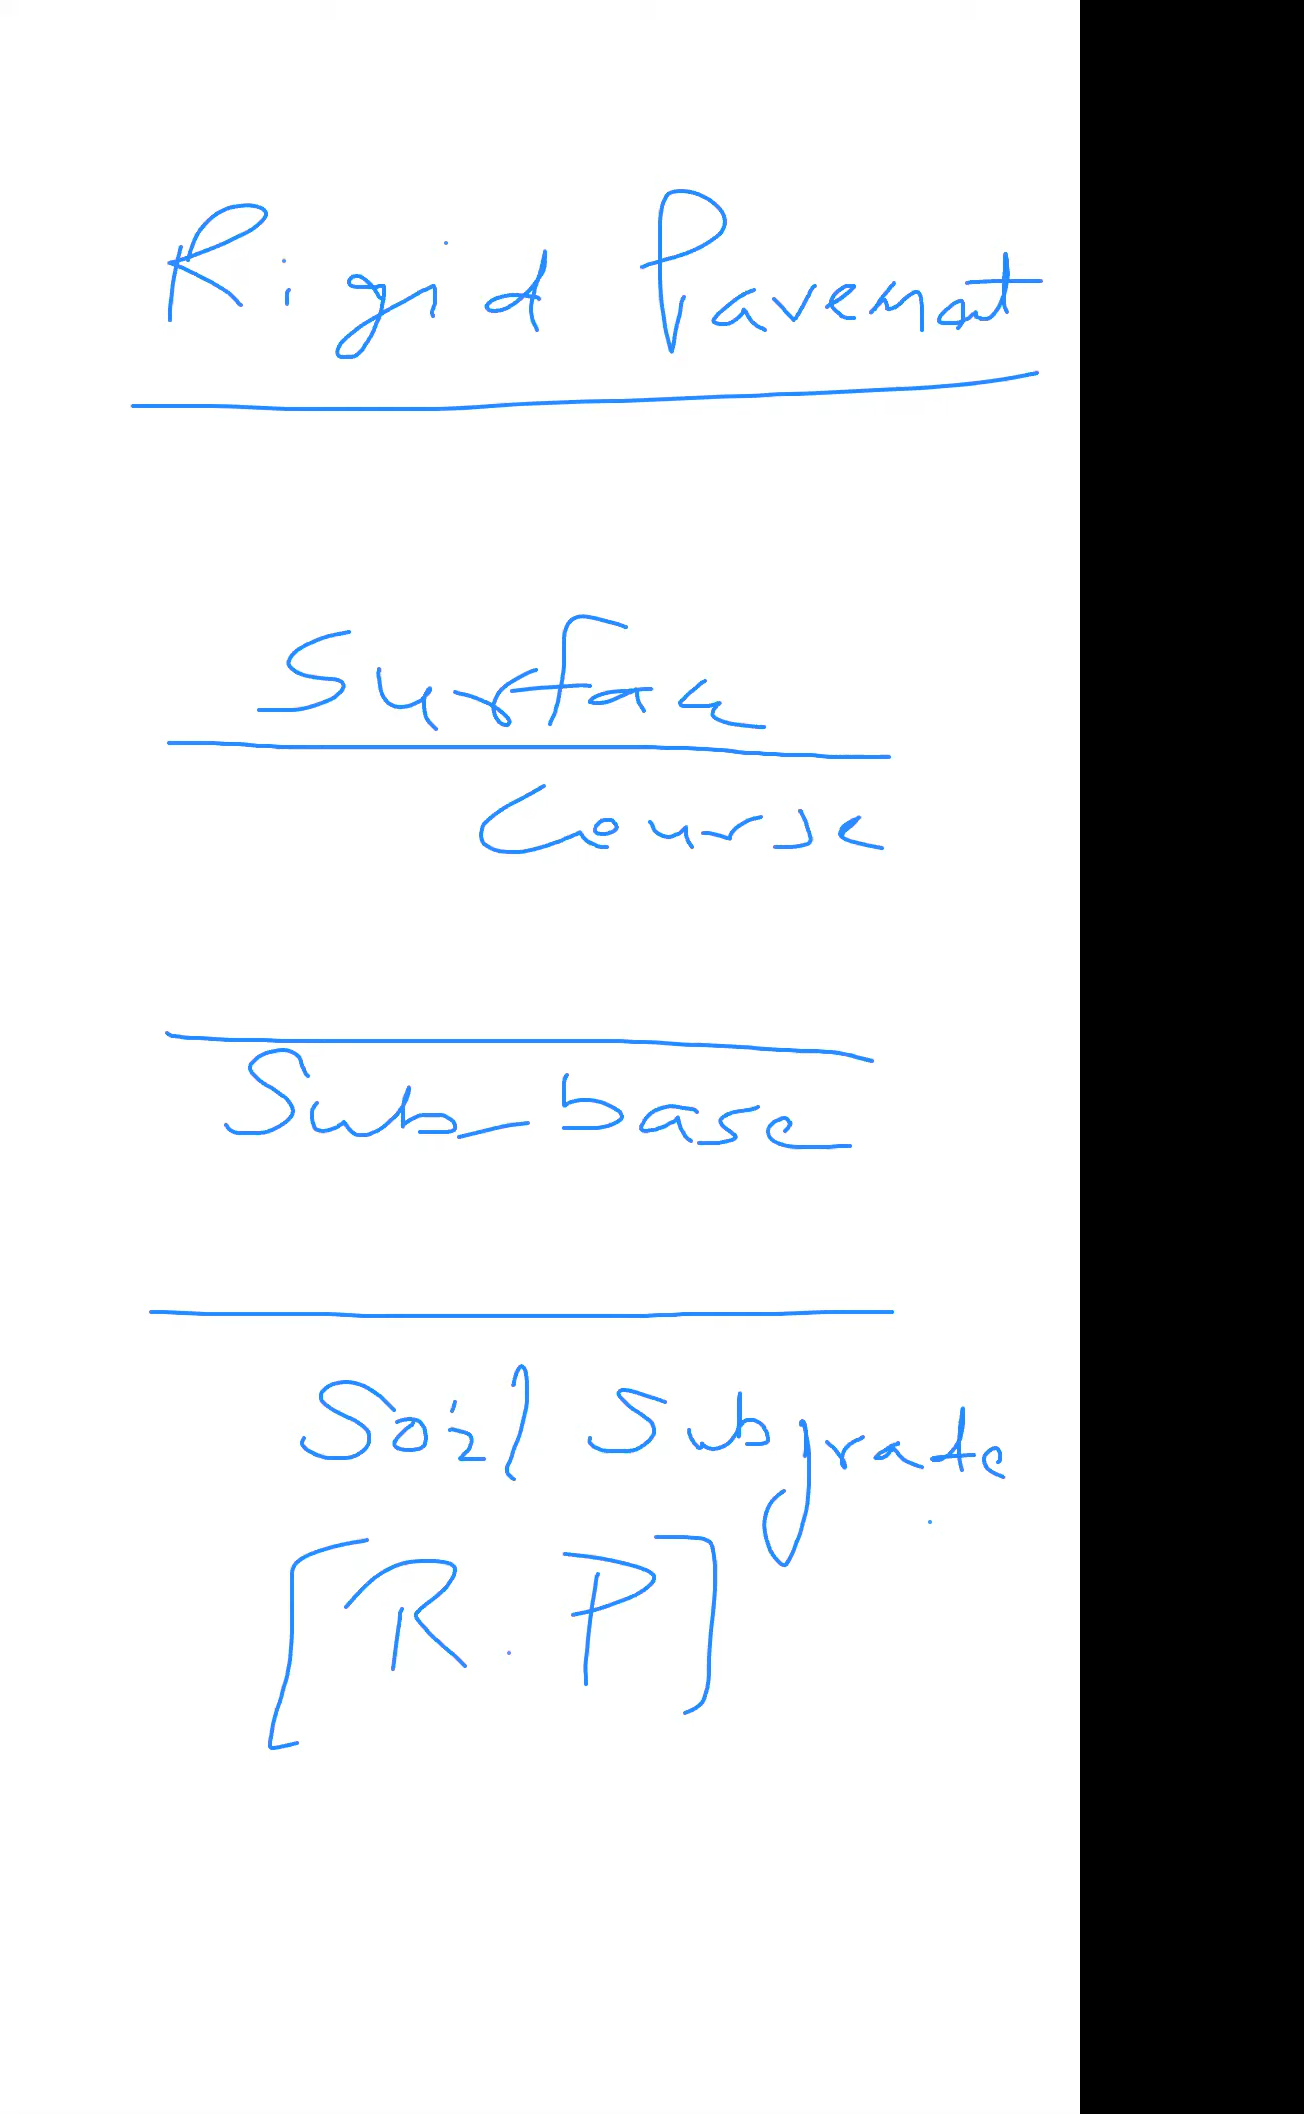 Rigid Pavement
Surface
Course
Sub-base
Soil Subgrade
[R.P]